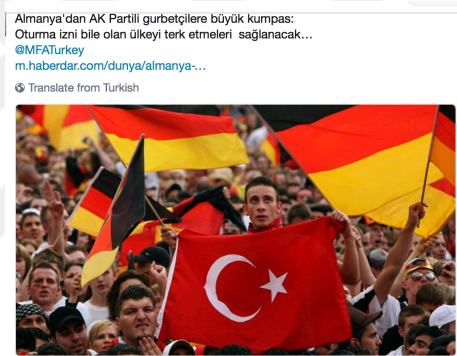 Almanya'dan AK Partili gurbetçilere büyük kumpas:
Oturma izni bile olan ülkeyi terk etmeleri sağlanacak…
@MFATurkey
m.haberdar.com/dunya/almanya-…
Translate from Turkish